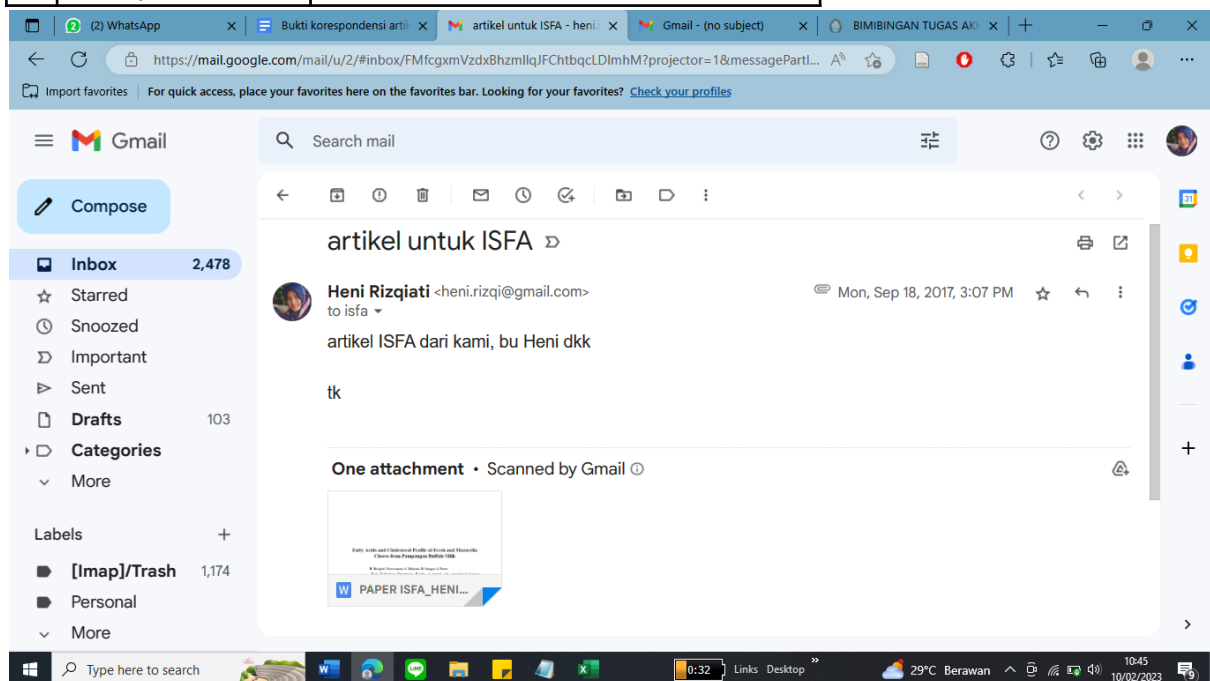 (2) WhatsApp
Bukti korespondensi arti
artikel untuk ISFA - heni.r
Gmail - (no subject)
BIMIBINGAN TUGAS AK
https://mail.google.com/mail/u/2/#inbox/FMfcgxmVzdxBhzmllqJFChtbqcLDlmhM?projector=1&messagePartI...
Import favorites
For quick access, place your favorites here on the favorites bar. Looking for your favorites? Check your profiles
Gmail
Search mail
Compose
31
artikel untuk ISFA
Inbox 2,478
Starred
Snoozed
Important
Sent
Drafts 103
Categories
More
Heni Rizqiati <heni.rizqi@gmail.com>
Mon, Sep 18, 2017, 3:07 PM
to isfa
artikel ISFA dari kami, bu Heni dkk
tk
One attachment • Scanned by Gmail
Fatty Acids and Cholesterol Profile of Fresh and Mozarella
Cheese from Pampangan Buffalo Milk
W PAPER ISFA_HENI...
Labels
[Imap]/Trash 1,174
Personal
More
Type here to search
0:32
Links Desktop
29°C Berawan
10:45
10/02/2023
9